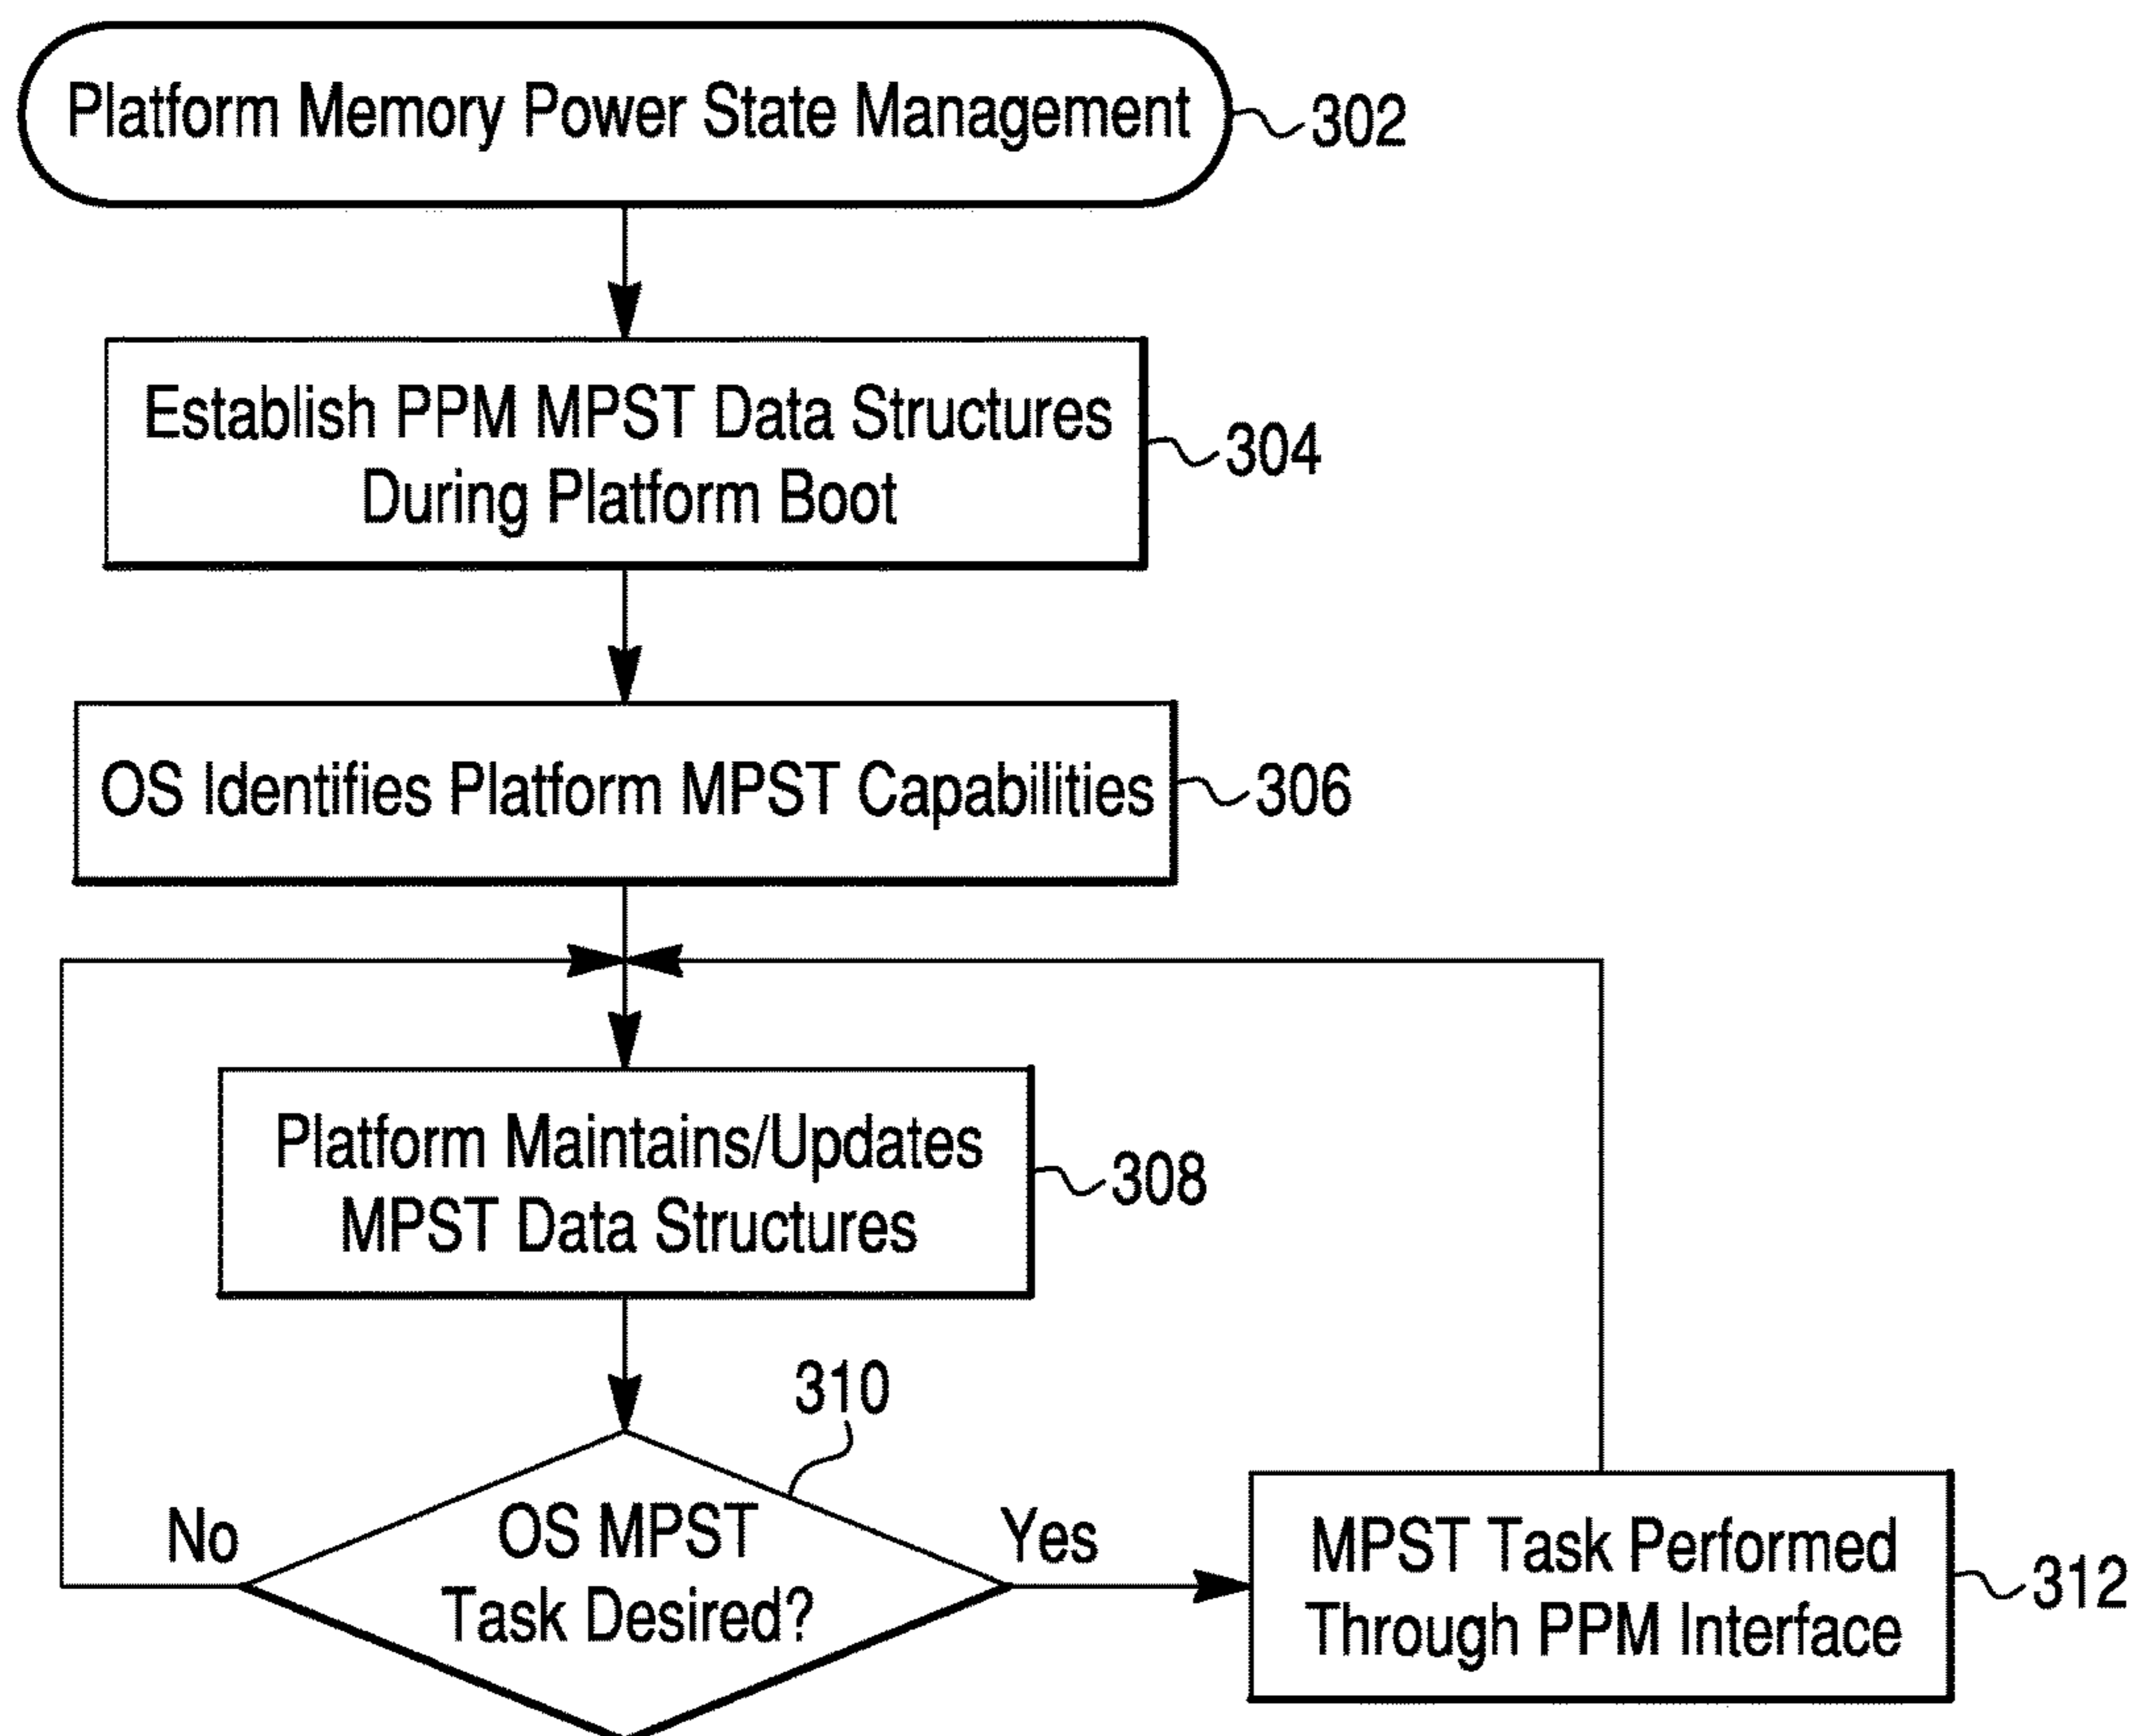 Platform Memory Power State Management
302
Establish PPM MPST Data Structures
During Platform Boot
304
OS Identifies Platform MPST Capabilities
306
Platform Maintains/Updates
MPST Data Structures
308
310
No
OS MPST
Task Desired?
Yes
MPST Task Performed
Through PPM Interface
312